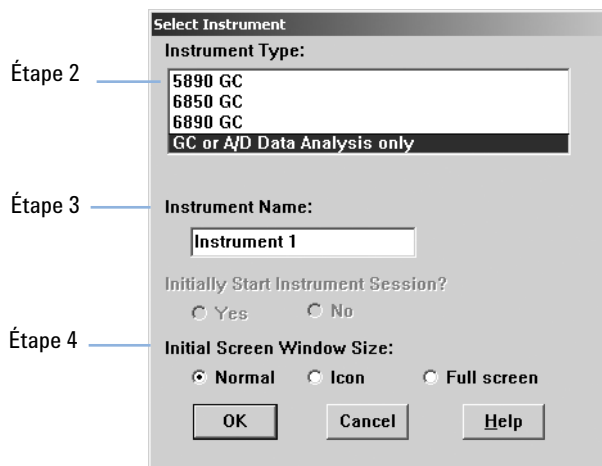 Select Instrument
Instrument Type:
Étape 2
5890 GC
6850 GC
6890 GC
GC or A/D Data Analysis only
Étape 3
Instrument Name:
Instrument 1
Initially Start Instrument Session?
Yes No
Étape 4
Initial Screen Window Size:
Normal Icon Full screen
OK Cancel Help